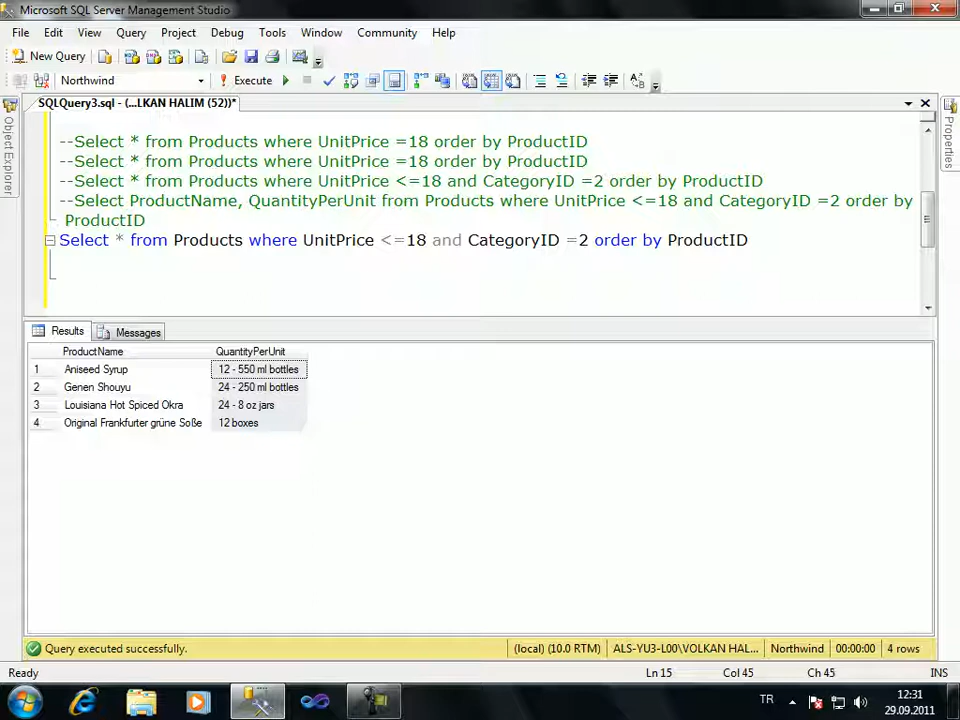 Microsoft SQL Server Management Studio
File Edit View Query Project Debug Tools Window Community Help
New Query
Northwind Execute
SQLQuery3.sql - (...LKAN HALIM (52))*
Object Explorer
Properties
--Select * from Products where UnitPrice =18 order by ProductID
--Select * from Products where UnitPrice =18 order by ProductID
--Select * from Products where UnitPrice <=18 and CategoryID =2 order by ProductID
--Select ProductName, QuantityPerUnit from Products where UnitPrice <=18 and CategoryID =2 order by
ProductID
Select * from Products where UnitPrice <=18 and CategoryID =2 order by ProductID
Results Messages
ProductName QuantityPerUnit
1 Aniseed Syrup 12 - 550 ml bottles
2 Genen Shouyu 24 - 250 ml bottles
3 Louisiana Hot Spiced Okra 24 - 8 oz jars
4 Original Frankfurter grüne Soße 12 boxes
Query executed successfully. (local) (10.0 RTM) ALS-YU3-L00\VOLKAN HAL... Northwind 00:00:00 4 rows
Ready Ln 15 Col 45 Ch 45 INS
TR 12:31
29.09.2011